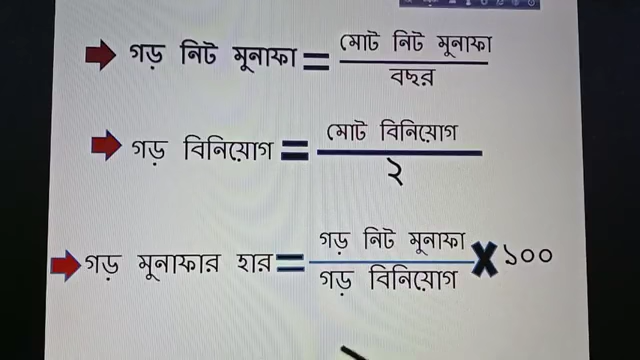 গড় নিট মুনাফা = মোট নিট মুনাফা
বছর
গড় বিনিয়োগ = মোট বিনিয়োগ
২
গড় মুনাফার হার = গড় নিট মুনাফা × ১০০
গড় বিনিয়োগ